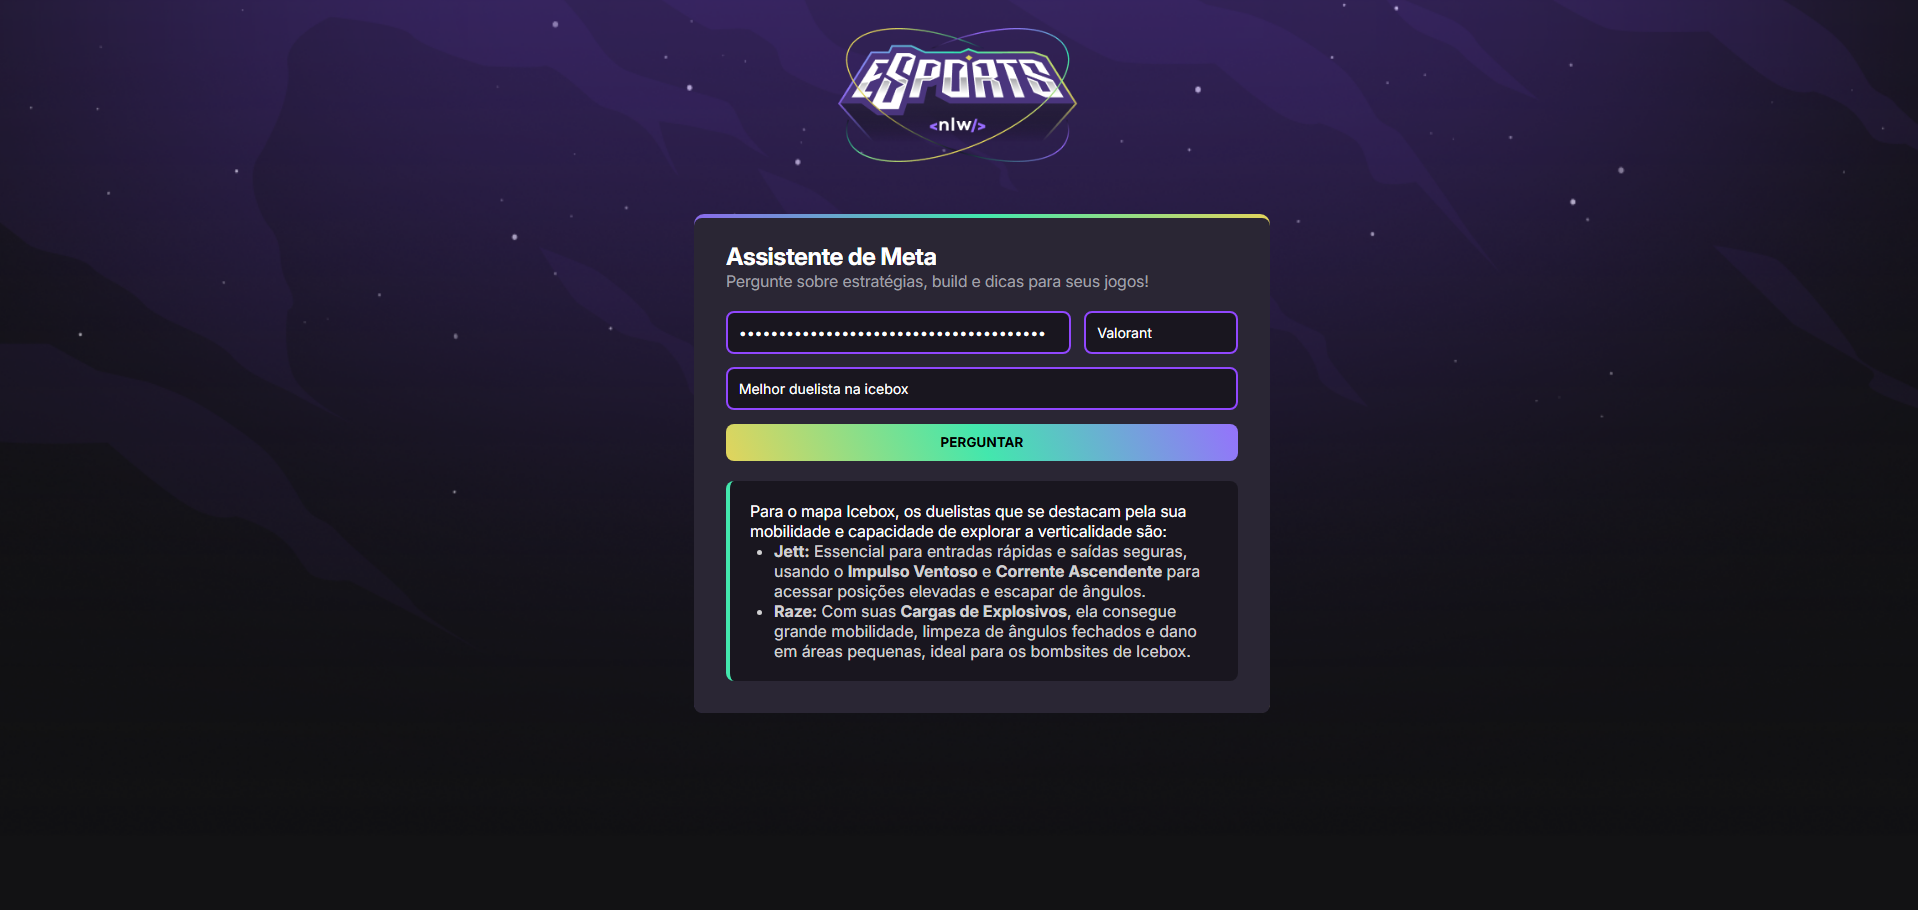 ESPORTS
<nlw/>
Assistente de Meta
Pergunte sobre estratégias, build e dicas para seus jogos!
••••••••••••••••••••••••••••••••••••••• Valorant
Melhor duelista na icebox
PERGUNTAR
Para o mapa Icebox, os duelistas que se destacam pela sua
mobilidade e capacidade de explorar a verticalidade são:
• Jett: Essencial para entradas rápidas e saídas seguras,
usando o Impulso Ventoso e Corrente Ascendente para
acessar posições elevadas e escapar de ângulos.
• Raze: Com suas Cargas de Explosivos, ela consegue
grande mobilidade, limpeza de ângulos fechados e dano
em áreas pequenas, ideal para os bombsites de Icebox.